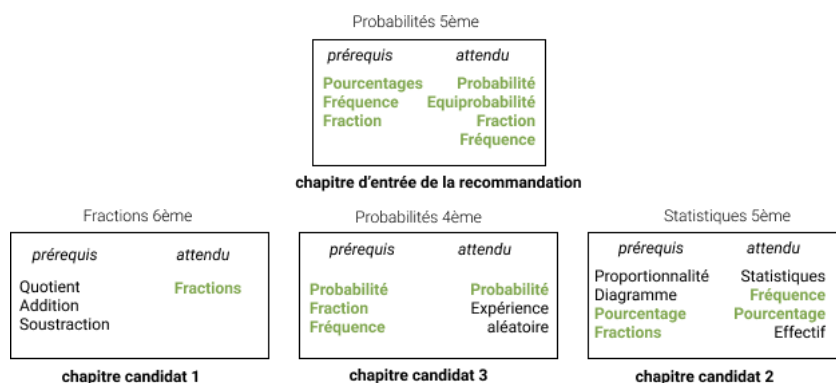 Probabilités 5ème
prérequis attendu
Pourcentages Probabilité
Fréquence Equiprobabilité
Fraction Fraction
Fréquence
chapitre d'entrée de la recommandation
Fractions 6ème
prérequis attendu
Quotient Fractions
Addition
Soustraction
chapitre candidat 1
Probabilités 4ème
prérequis attendu
Probabilité Probabilité
Fraction Expérience
Fréquence aléatoire
chapitre candidat 3
Statistiques 5ème
prérequis attendu
Proportionnalité Statistiques
Diagramme Fréquence
Pourcentage Pourcentage
Fractions Effectif
chapitre candidat 2